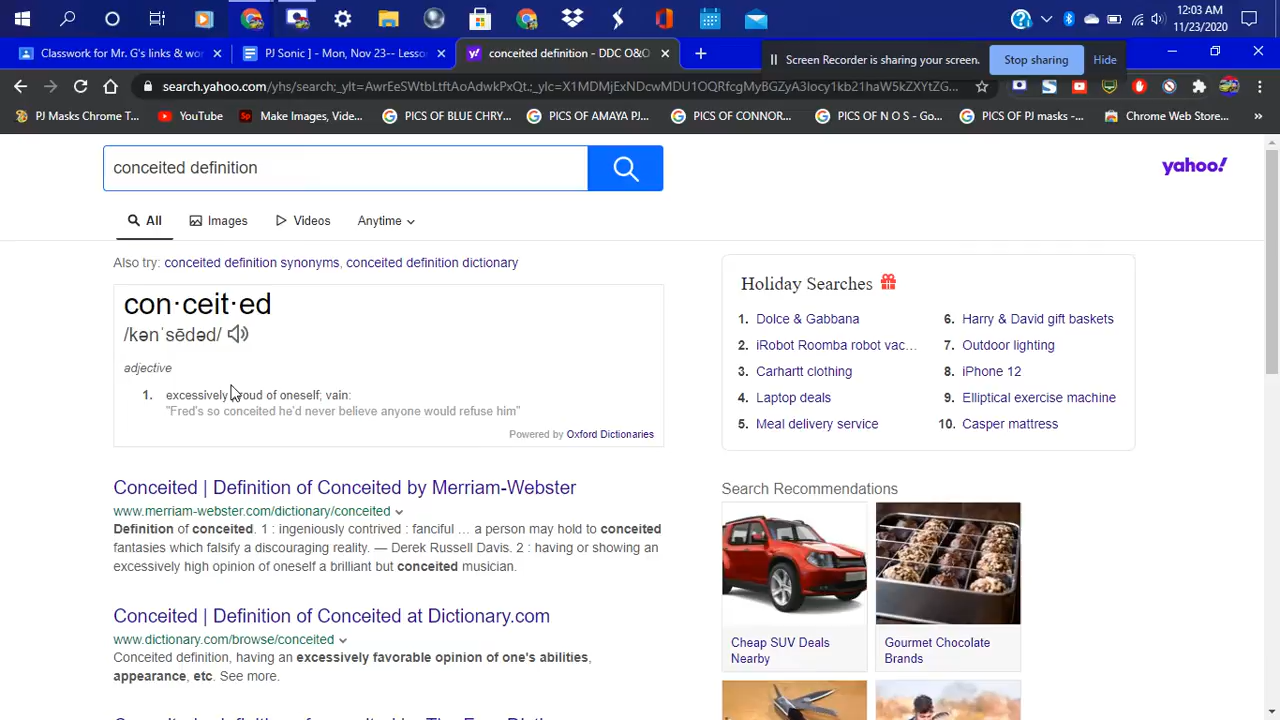 12:03 AM
11/23/2020
Classwork for Mr. G's links & wo
PJ Sonic ] - Mon, Nov 23-- Lesso
conceited definition - DDC O&O
Screen Recorder is sharing your screen.
Stop sharing
Hide
search.yahoo.com/yhs/search;_ylt=AwrEeSWtbLtftAoAdwkPxQt.;_ylc=X1MDMjExNDcwMDU1OQRfcgMyBGZyA3locy1kb21haW5kZXYtZG...
PJ Masks Chrome T...
YouTube
Make Images, Vide...
PICS OF BLUE CHRY...
PICS OF AMAYA PJ...
PICS OF CONNOR...
PICS OF N O S - Go...
PICS OF PJ masks -...
Chrome Web Store...
conceited definition
yahoo!
All
Images
Videos
Anytime
Also try: conceited definition synonyms, conceited definition dictionary
con·ceit·ed
/kənˈsēdəd/
adjective
1. excessively proud of oneself; vain:
"Fred's so conceited he'd never believe anyone would refuse him"
Powered by Oxford Dictionaries
Holiday Searches
1. Dolce & Gabbana
2. iRobot Roomba robot vac...
3. Carhartt clothing
4. Laptop deals
5. Meal delivery service
6. Harry & David gift baskets
7. Outdoor lighting
8. iPhone 12
9. Elliptical exercise machine
10. Casper mattress
Conceited | Definition of Conceited by Merriam-Webster
www.merriam-webster.com/dictionary/conceited
Definition of conceited. 1 : ingeniously contrived : fanciful … a person may hold to conceited
fantasies which falsify a discouraging reality. — Derek Russell Davis. 2 : having or showing an
excessively high opinion of oneself a brilliant but conceited musician.
Conceited | Definition of Conceited at Dictionary.com
www.dictionary.com/browse/conceited
Conceited definition, having an excessively favorable opinion of one's abilities,
appearance, etc. See more.
Search Recommendations
Cheap SUV Deals
Nearby
Gourmet Chocolate
Brands